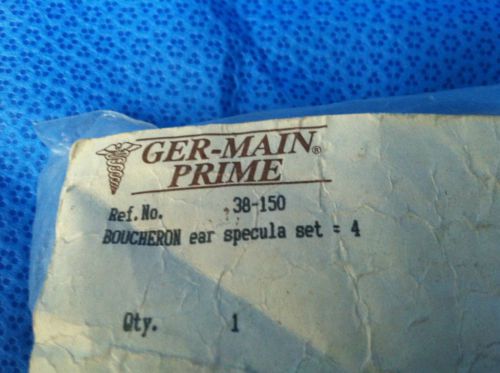 GER-MAIN®
PRIME
Ref.No. 38-150
BOUCHERON ear specula set = 4
Qty. 1